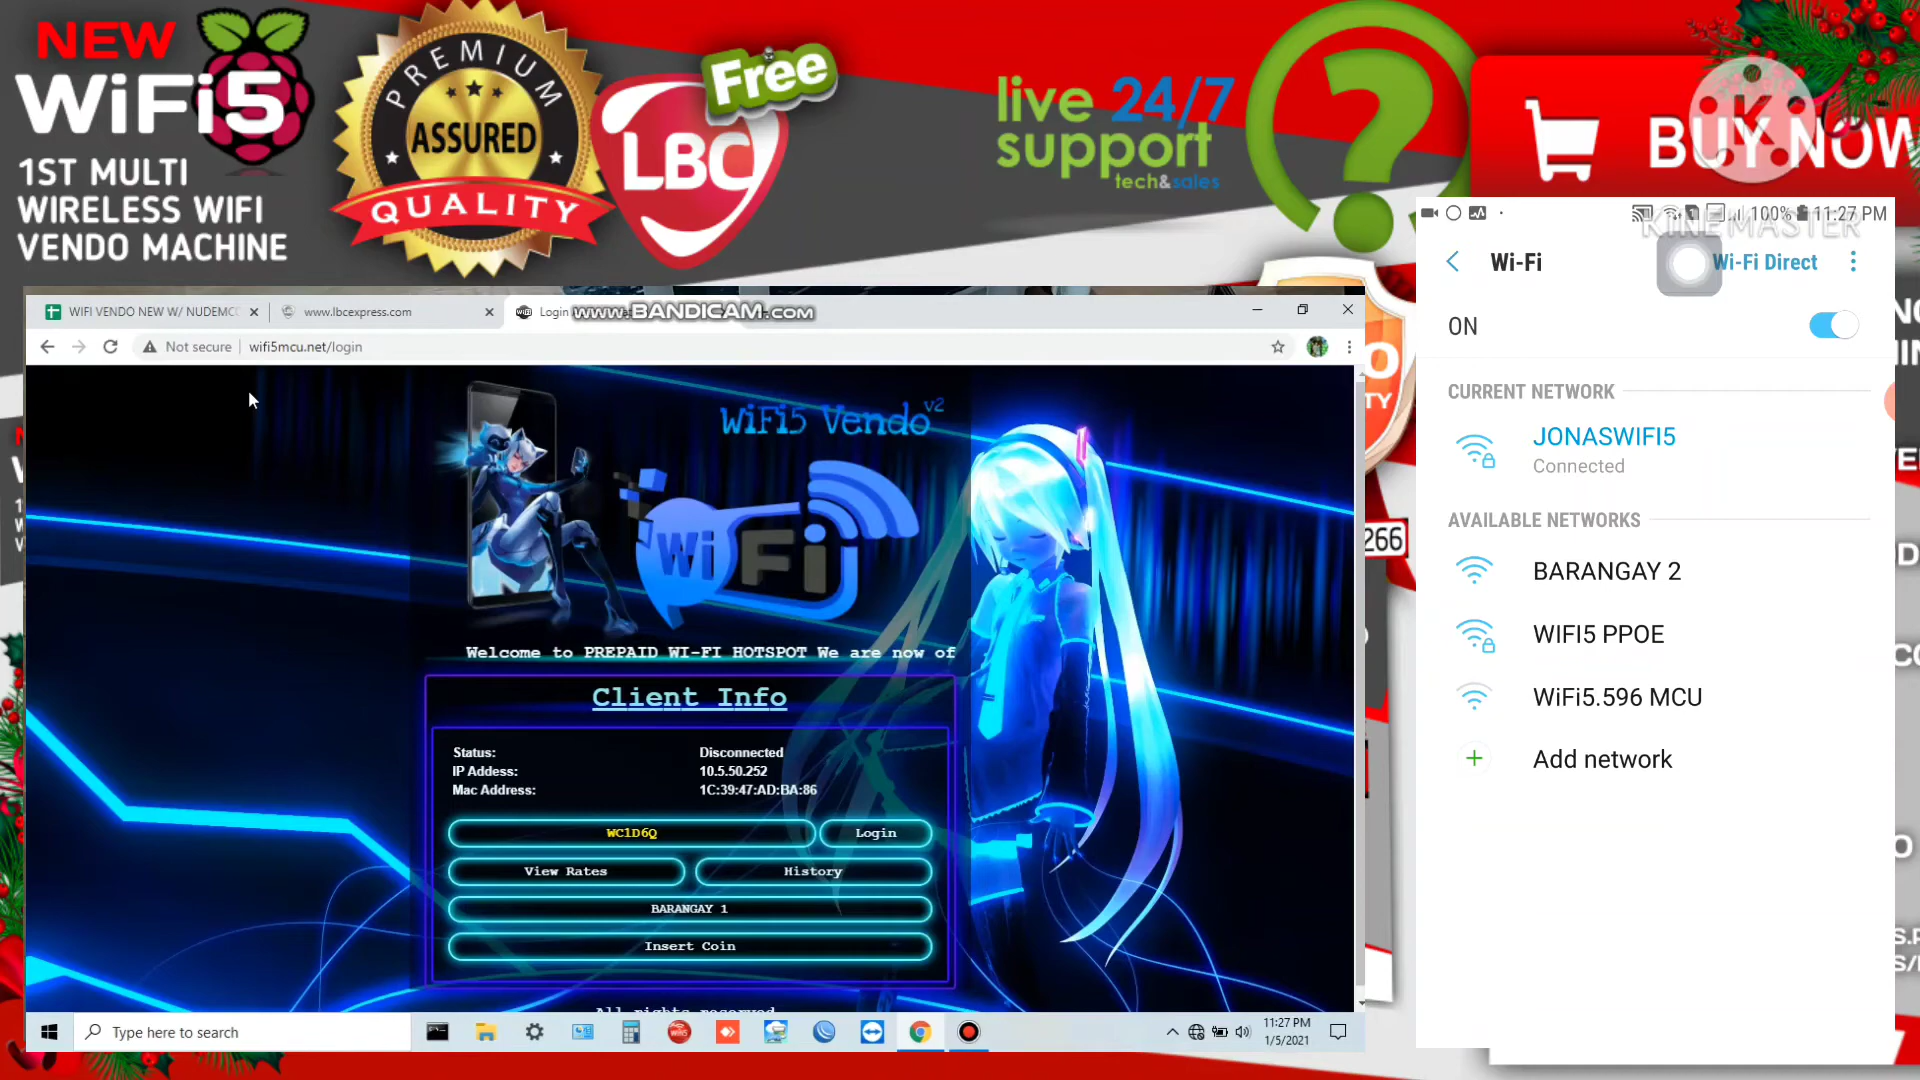 NEW
WiFi5
1ST MULTI
WIRELESS WIFI
VENDO MACHINE
PREMIUM
ASSURED
QUALITY
LBC
Free
live 24/7
support
tech&sales
?
BUY NOW
KINEMASTER
100% 11:27 PM
Wi-Fi
Wi-Fi Direct
ON
CURRENT NETWORK
JONASWIFI5
Connected
AVAILABLE NETWORKS
BARANGAY 2
WIFI5 PPOE
WiFi5.596 MCU
Add network
WIFI VENDO NEW W/ NUDEMC
www.lbcexpress.com
Login
www.BANDICAM.com
Not secure
wifi5mcu.net/login
WiFi5 Vendo v2
WiFi
Welcome to PREPAID WI-FI HOTSPOT We are now of
Client Info
Status: Disconnected
IP Addess: 10.5.50.252
Mac Address: 1C:39:47:AD:BA:86
WC1D6Q
Login
View Rates
History
BARANGAY 1
Insert Coin
All rights reserved
Type here to search
11:27 PM
1/5/2021
266